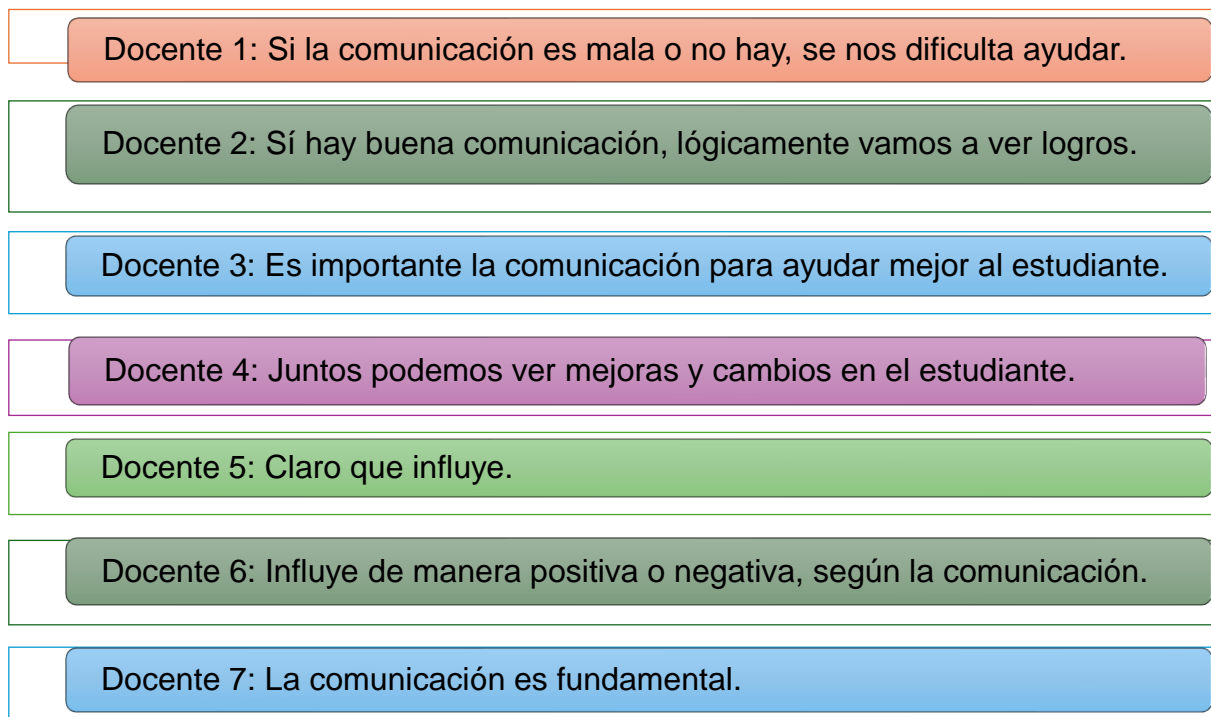 Docente 1: Si la comunicación es mala o no hay, se nos dificulta ayudar.
Docente 2: Sí hay buena comunicación, lógicamente vamos a ver logros.
Docente 3: Es importante la comunicación para ayudar mejor al estudiante.
Docente 4: Juntos podemos ver mejoras y cambios en el estudiante.
Docente 5: Claro que influye.
Docente 6: Influye de manera positiva o negativa, según la comunicación.
Docente 7: La comunicación es fundamental.